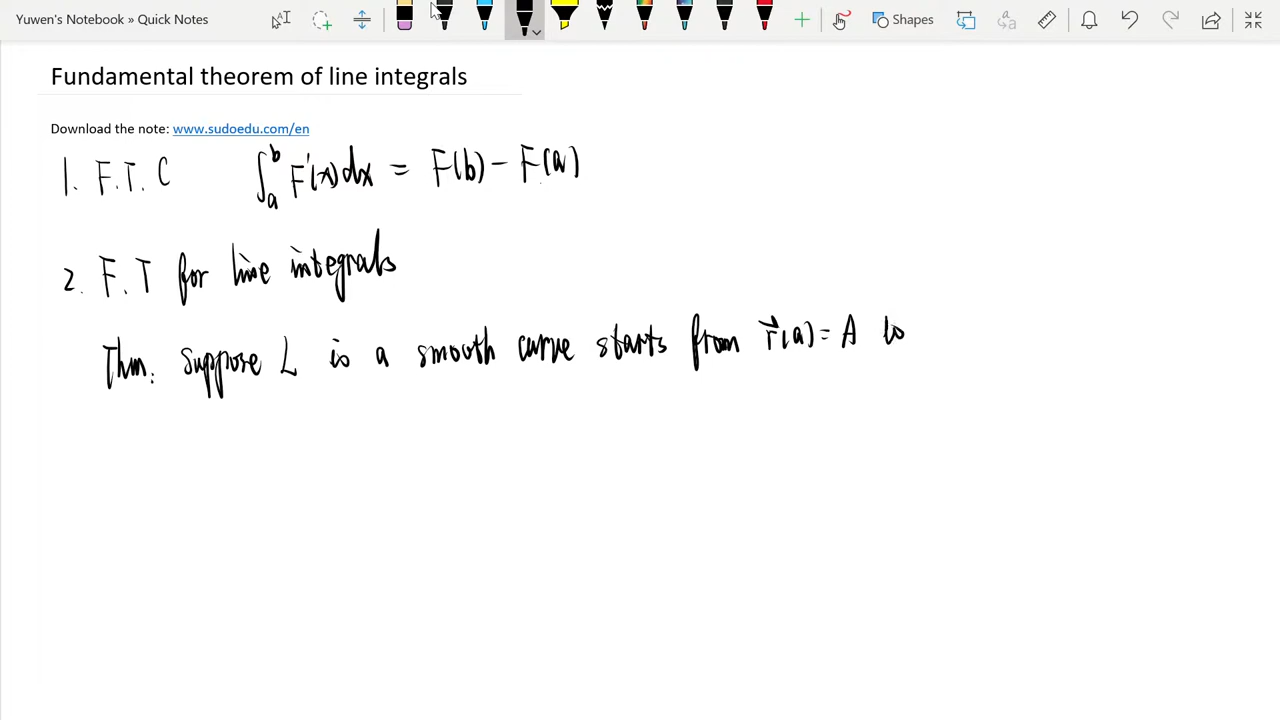 Yuwen's Notebook » Quick Notes
Shapes
Fundamental theorem of line integrals
Download the note: www.sudoedu.com/en
1. F.T.C ∫_a^b F'(x)dx = F(b) - F(a)
2. F.T for line integrals
Thm. Suppose L is a smooth curve starts from r⃗(a) = A to